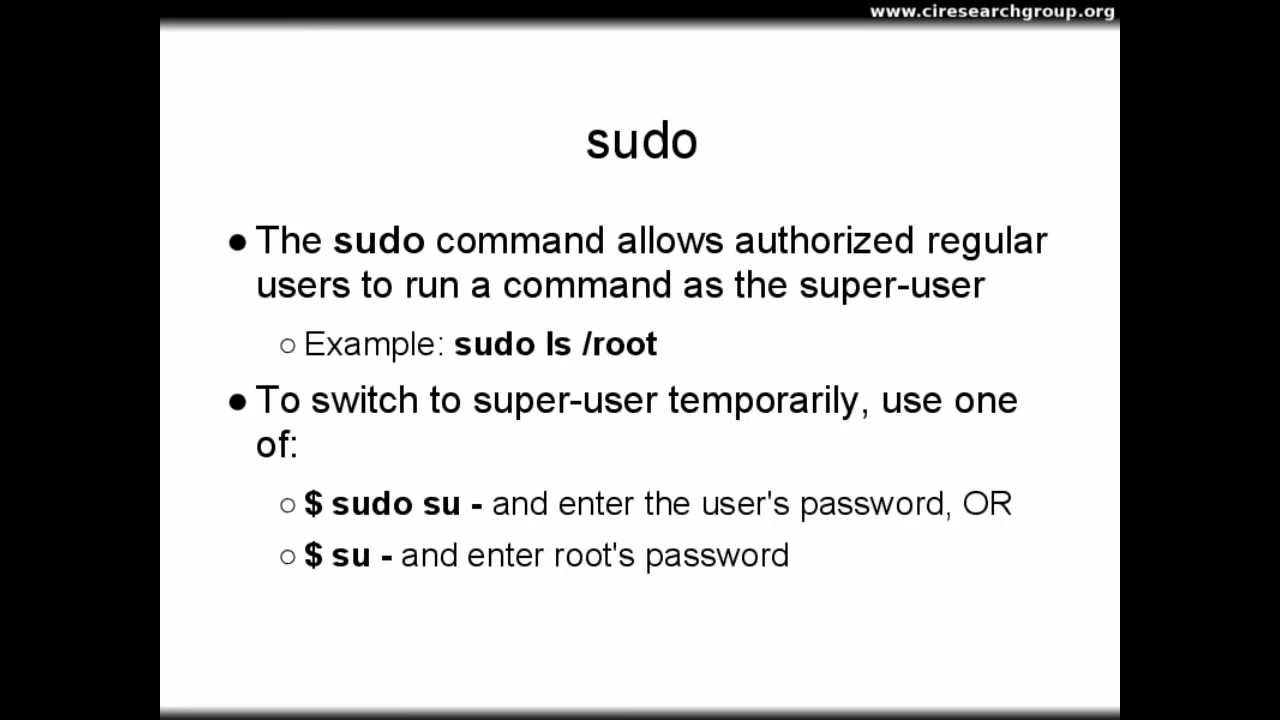 www.ciresearchgroup.org
sudo
● The sudo command allows authorized regular
users to run a command as the super-user
○ Example: sudo ls /root
● To switch to super-user temporarily, use one
of:
○ $ sudo su - and enter the user's password, OR
○ $ su - and enter root's password